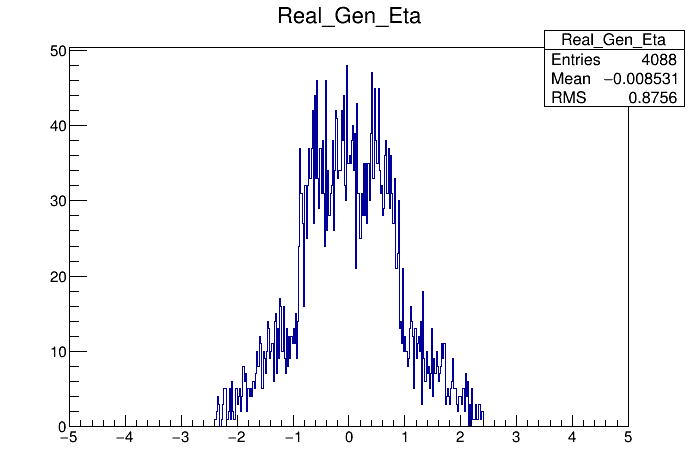 Real_Gen_Eta
Real_Gen_Eta
Entries 4088
Mean −0.008531
RMS 0.8756
50
40
30
20
10
0
−5 −4 −3 −2 −1 0 1 2 3 4 5